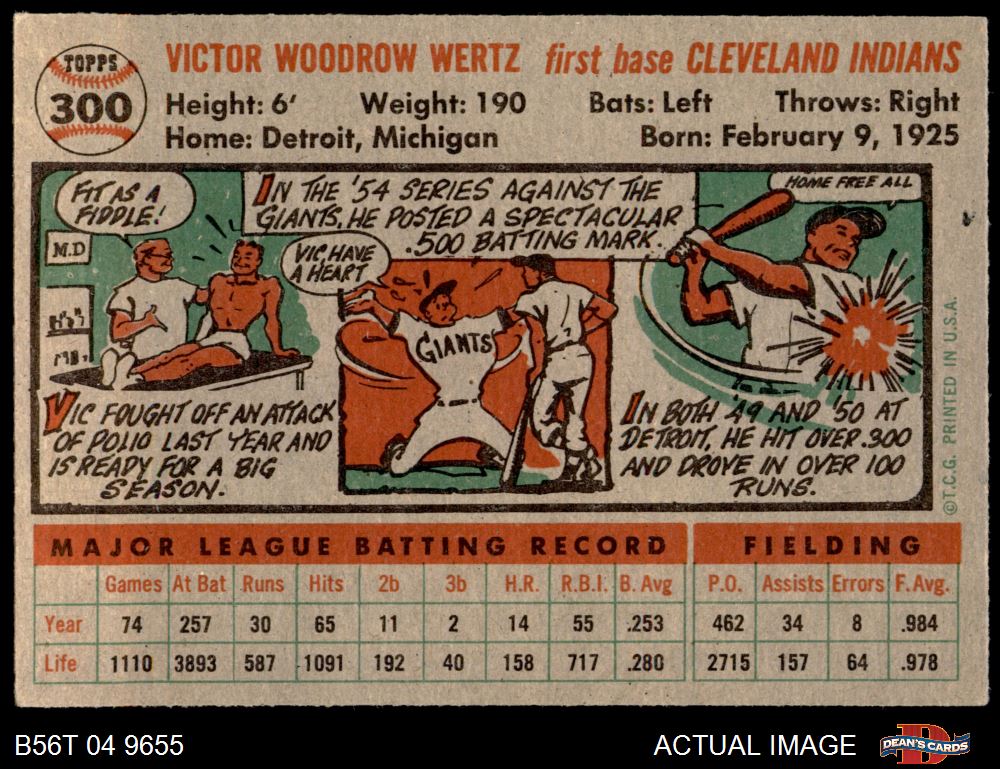 TOPPS
300
VICTOR WOODROW WERTZ first base CLEVELAND INDIANS
Height: 6' Weight: 190 Bats: Left Throws: Right
Home: Detroit, Michigan Born: February 9, 1925
FIT AS A
FIDDLE!
M.D
VIC FOUGHT OFF AN ATTACK
OF POLIO LAST YEAR AND
IS READY FOR A BIG
SEASON.
IN THE '54 SERIES AGAINST THE
GIANTS, HE POSTED A SPECTACULAR
.500 BATTING MARK.
VIC, HAVE
A HEART
GIANTS
HOME FREE ALL
IN BOTH '49 AND '50 AT
DETROIT, HE HIT OVER .300
AND DROVE IN OVER 100
RUNS.
©T.C.G. PRINTED IN U.S.A.
MAJOR LEAGUE BATTING RECORD FIELDING
Games At Bat Runs Hits 2b 3b H.R. R.B.I. B. Avg P.O. Assists Errors F. Avg.
Year 74 257 30 65 11 2 14 55 .253 462 34 8 .984
Life 1110 3893 587 1091 192 40 158 717 .280 2715 157 64 .978
B56T 04 9655 ACTUAL IMAGE DEAN'S CARDS